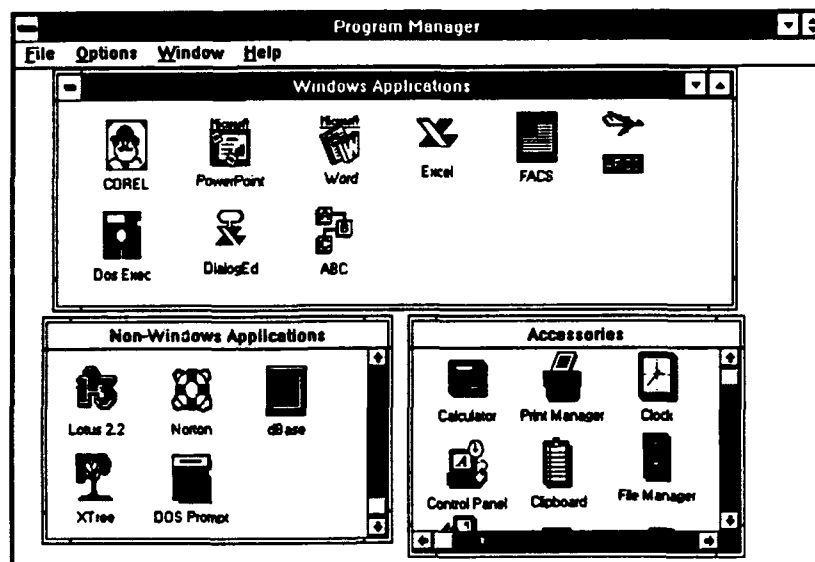 Program Manager
File Options Window Help
Windows Applications
Microsoft Microsoft
COREL PowerPoint Word Excel FACS
Dos Exec DialogEd ABC
Non-Windows Applications
Lotus 2.2 Norton dBase
XTree DOS Prompt
Accessories
Calculator Print Manager Clock
Control Panel Clipboard File Manager